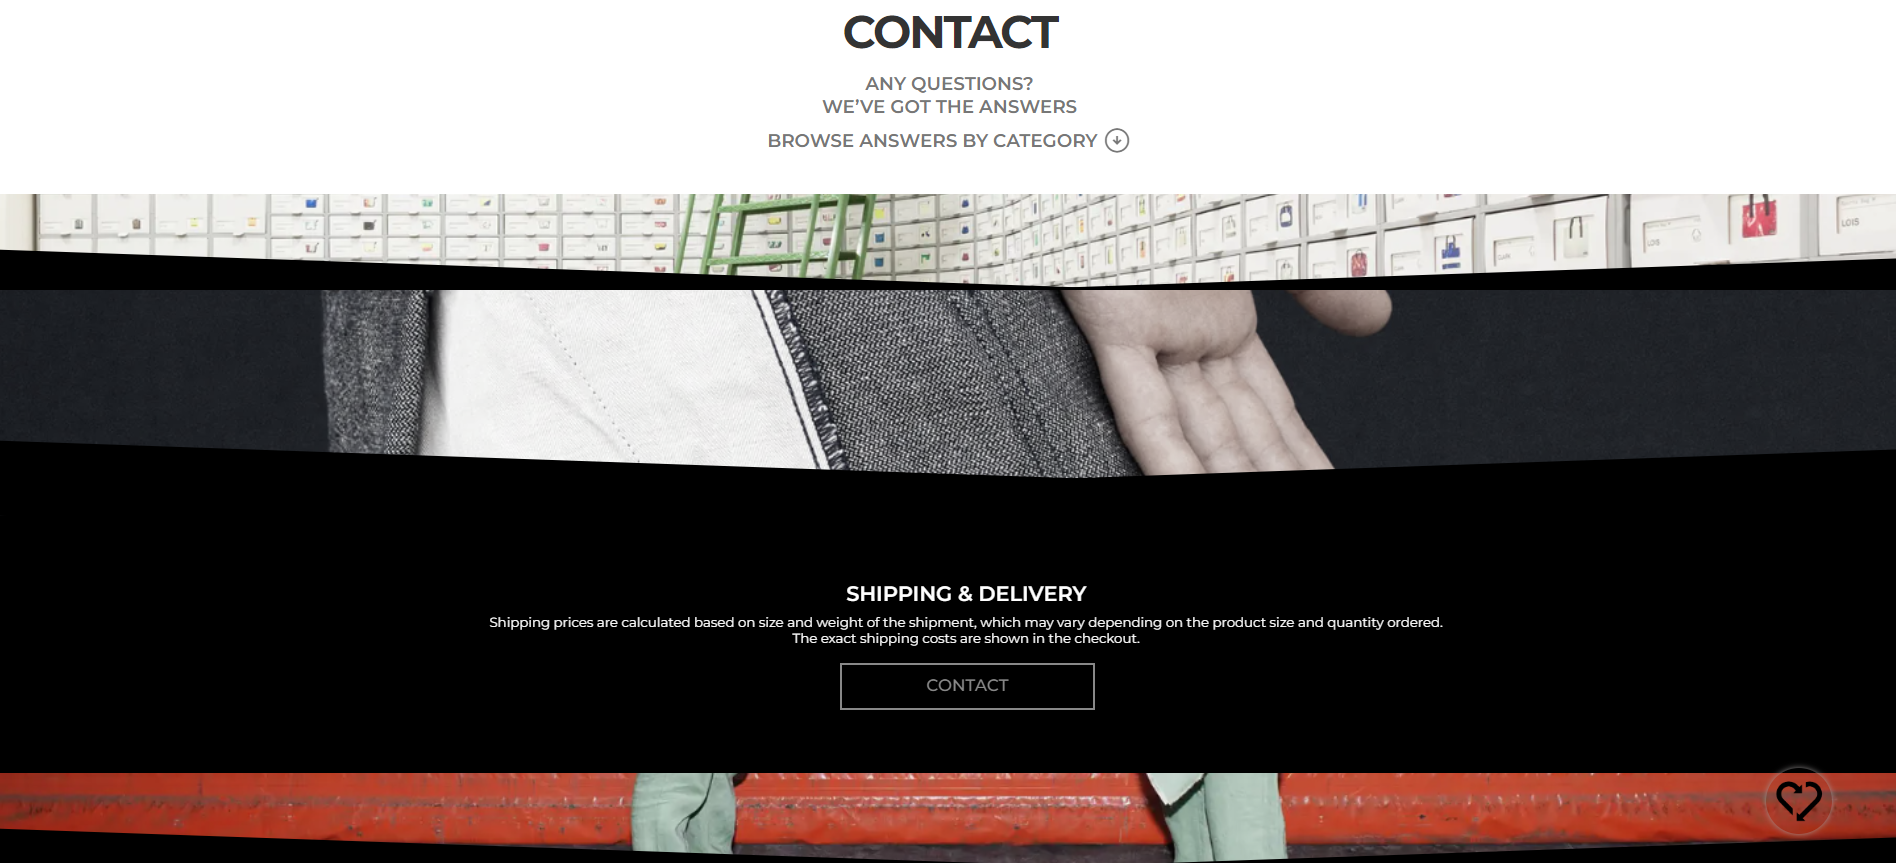 CONTACT
ANY QUESTIONS?
WE’VE GOT THE ANSWERS
BROWSE ANSWERS BY CATEGORY
LOIS
LOIS
SHIPPING & DELIVERY
Shipping prices are calculated based on size and weight of the shipment, which may vary depending on the product size and quantity ordered.
The exact shipping costs are shown in the checkout.
CONTACT